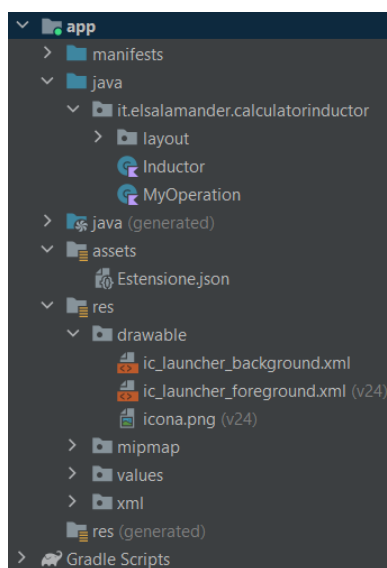 app
manifests
java
it.elsalamander.calculatorinductor
layout
Inductor
MyOperation
java (generated)
assets
Estensione.json
res
drawable
ic_launcher_background.xml
ic_launcher_foreground.xml (v24)
icona.png (v24)
mipmap
values
xml
res (generated)
Gradle Scripts